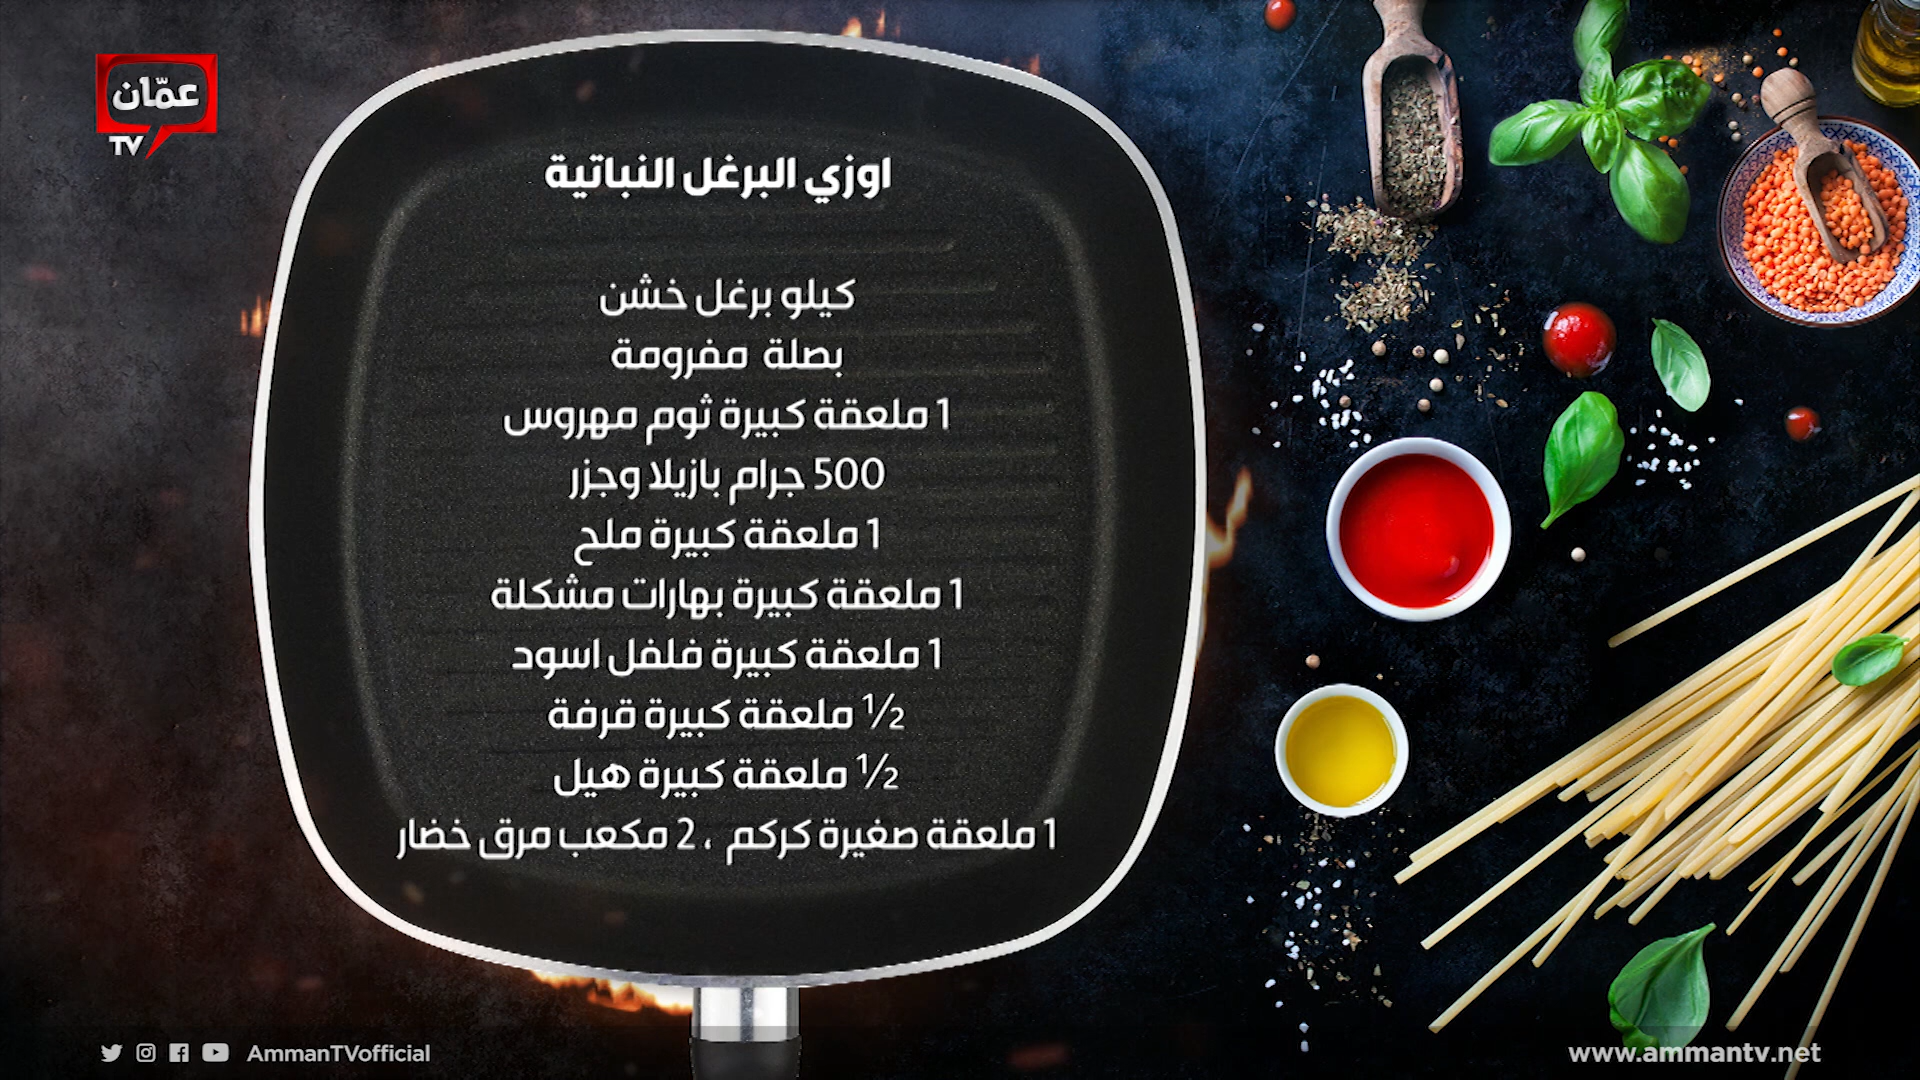 عمّان
TV
اوزي البرغل النباتية
كيلو برغل خشن
بصلة مفرومة
1 ملعقة كبيرة ثوم مهروس
500 جرام بازيلا وجزر
1 ملعقة كبيرة ملح
1 ملعقة كبيرة بهارات مشكلة
1 ملعقة كبيرة فلفل اسود
½ ملعقة كبيرة قرفة
½ ملعقة كبيرة هيل
1 ملعقة صغيرة كركم ، 2 مكعب مرق خضار
AmmanTVofficial
www.ammantv.net